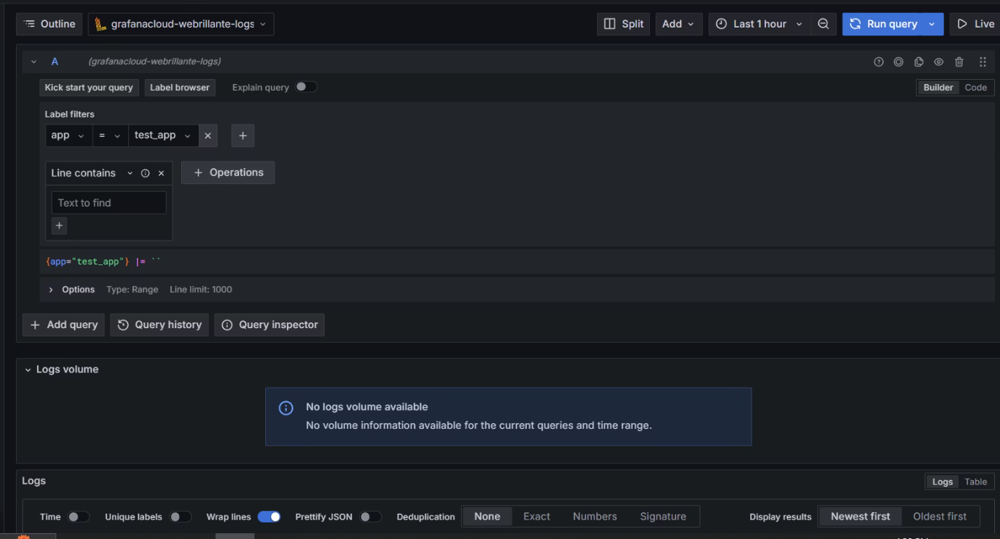 Outline grafanacloud-webrillante-logs Split Add Last 1 hour Run query Live
A (grafanacloud-webrillante-logs)
Kick start your query Label browser Explain query Builder Code
Label filters
app = test_app
Line contains + Operations
Text to find
+
{app="test_app"} |= ``
Options Type: Range Line limit: 1000
+ Add query Query history Query inspector
Logs volume
No logs volume available
No volume information available for the current queries and time range.
Logs Logs Table
Time Unique labels Wrap lines Prettify JSON Deduplication None Exact Numbers Signature Display results Newest first Oldest first